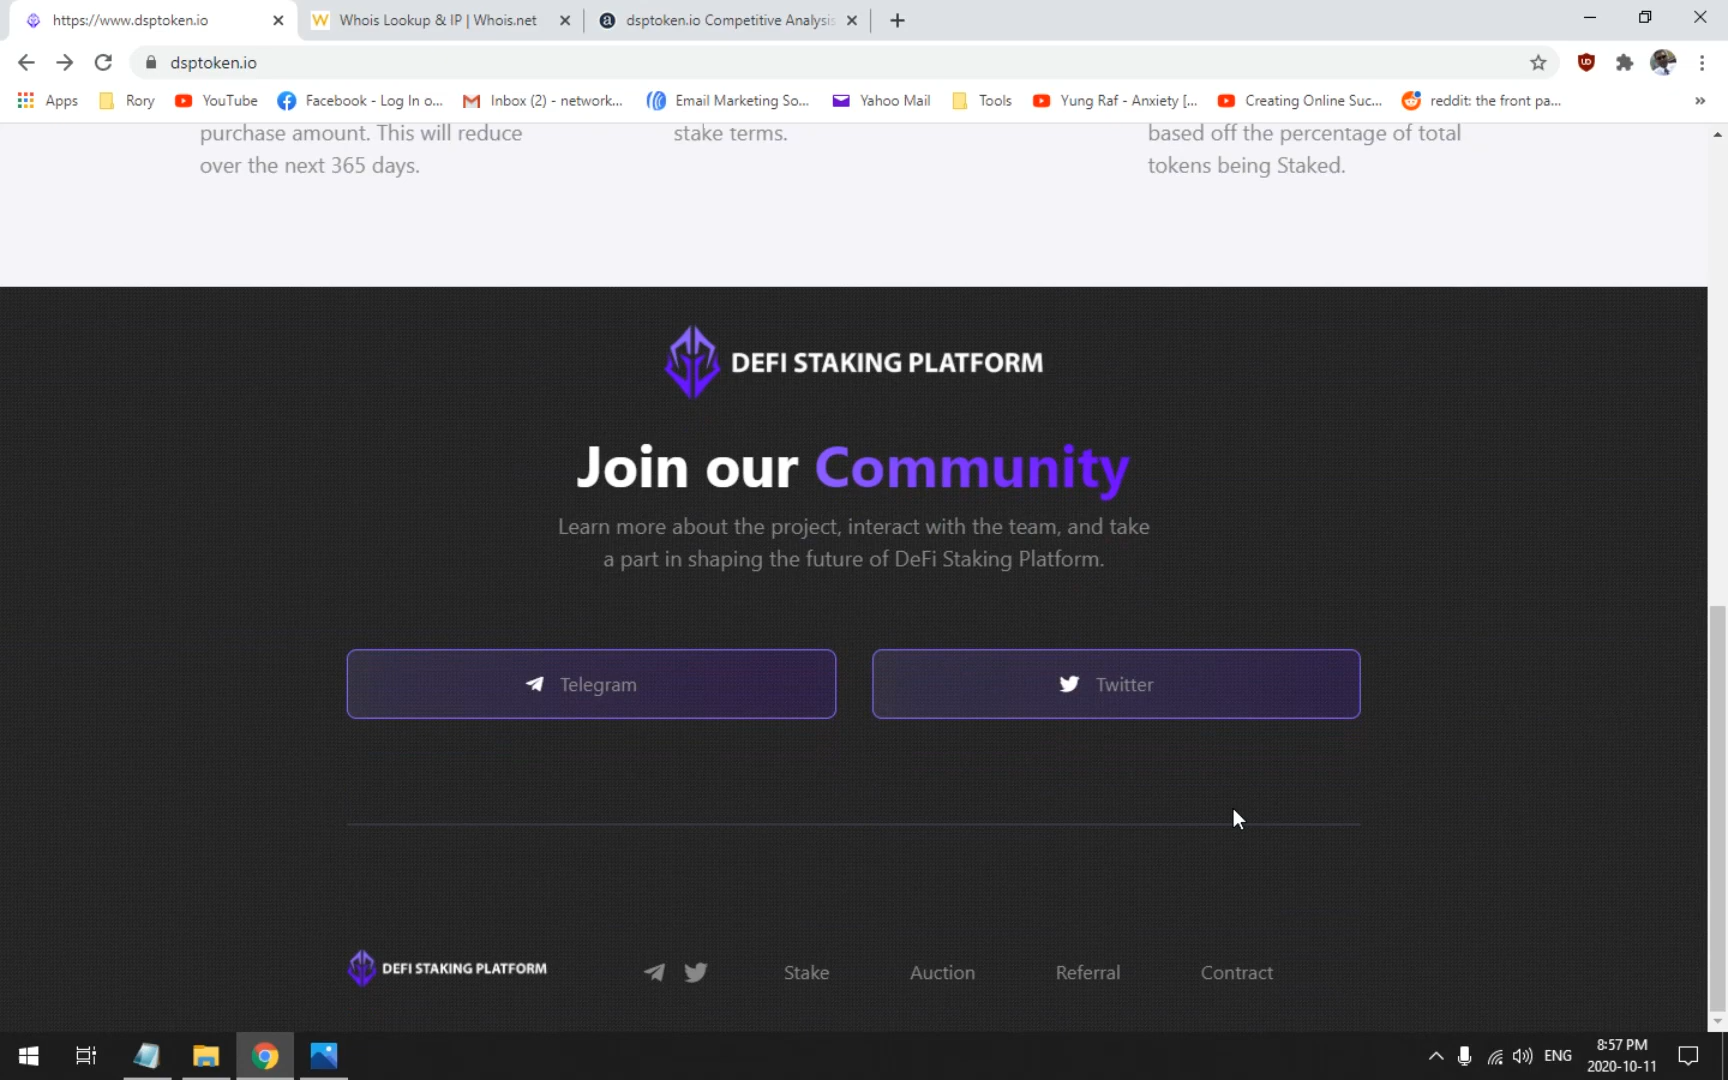 https://www.dsptoken.io
Whois Lookup & IP | Whois.net
dsptoken.io Competitive Analysis
dsptoken.io
Apps
Rory
YouTube
Facebook - Log In o...
Inbox (2) - network...
Email Marketing So...
Yahoo Mail
Tools
Yung Raf - Anxiety [...
Creating Online Suc...
reddit: the front pa...
»
purchase amount. This will reduce
over the next 365 days.
stake terms.
based off the percentage of total
tokens being Staked.
DEFI STAKING PLATFORM
Join our Community
Learn more about the project, interact with the team, and take
a part in shaping the future of DeFi Staking Platform.
Telegram
Twitter
DEFI STAKING PLATFORM
Stake
Auction
Referral
Contract
ENG
8:57 PM
2020-10-11